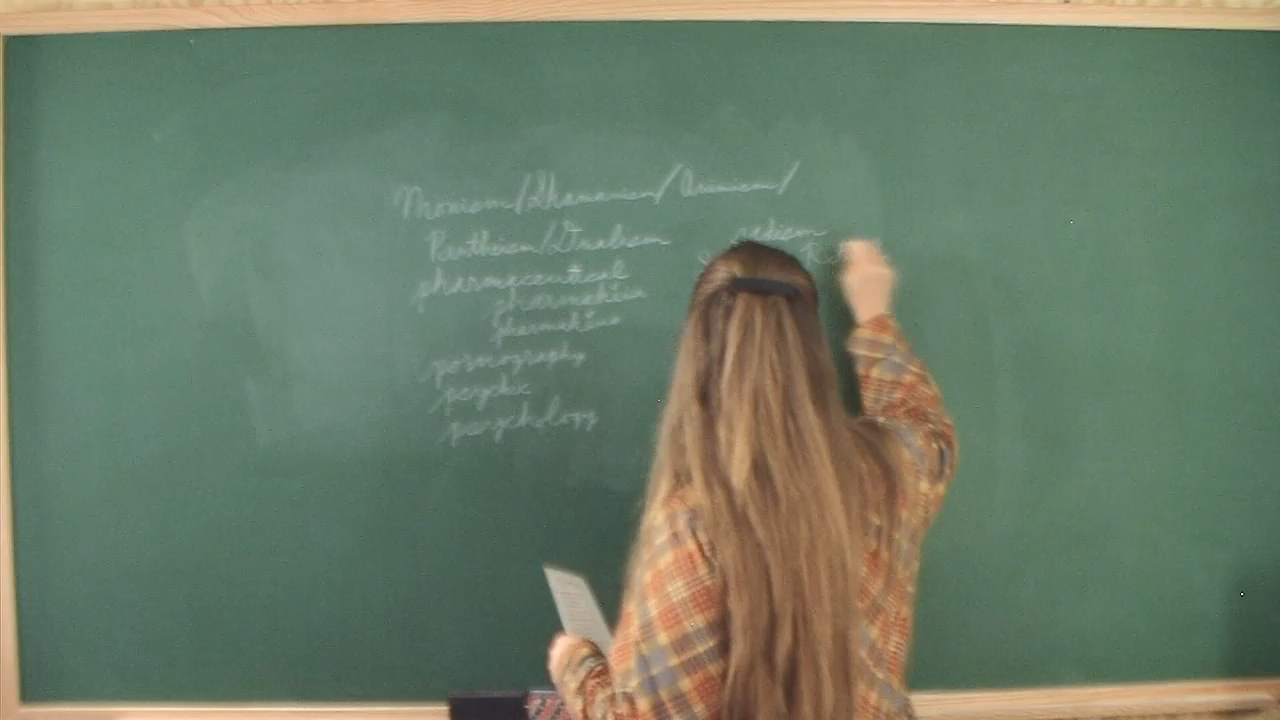 Monism/Shamanism/Animism/
Pantheism/Dualism
pharmaceutical
pharmakeia
pharmakeus
pornography
psychic
psychology